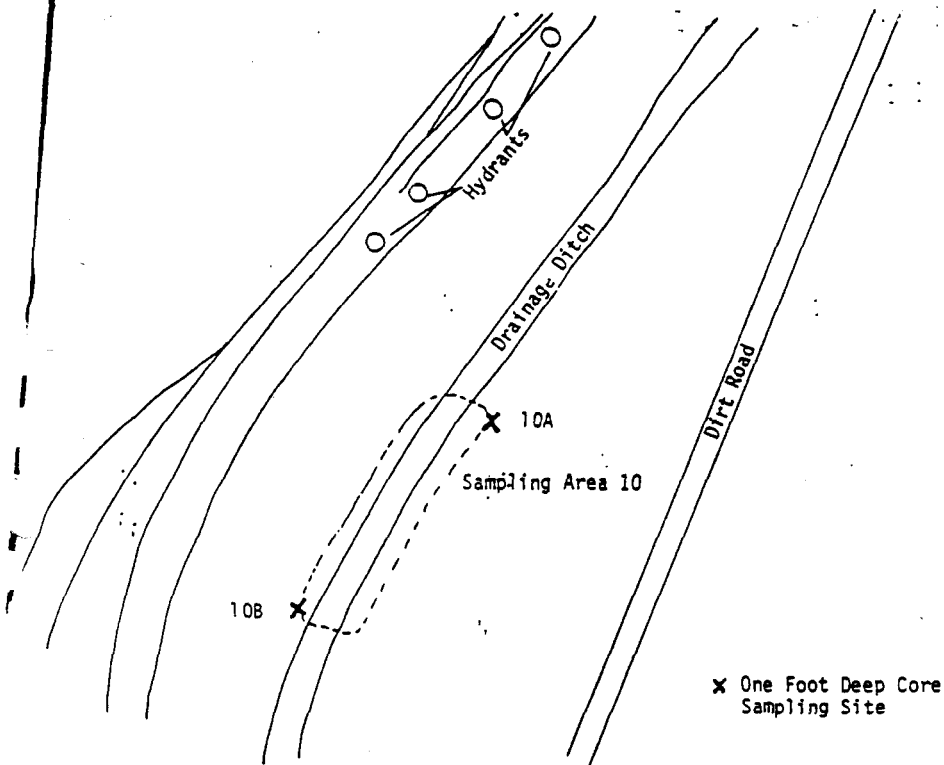 Hydrants
Drainage Ditch
Dirt Road
10A
Sampling Area 10
10B
x One Foot Deep Core
Sampling Site